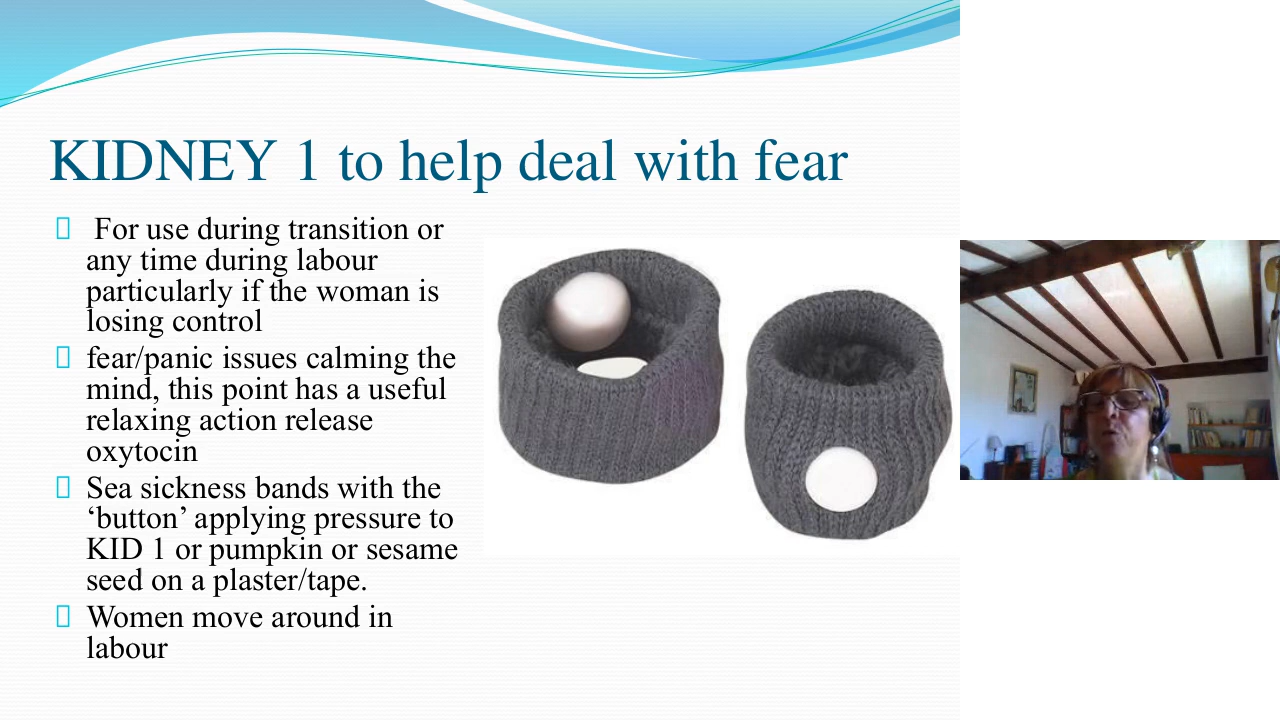 KIDNEY 1 to help deal with fear
For use during transition or
any time during labour
particularly if the woman is
losing control
fear/panic issues calming the
mind, this point has a useful
relaxing action release
oxytocin
Sea sickness bands with the
‘button’ applying pressure to
KID 1 or pumpkin or sesame
seed on a plaster/tape.
Women move around in
labour